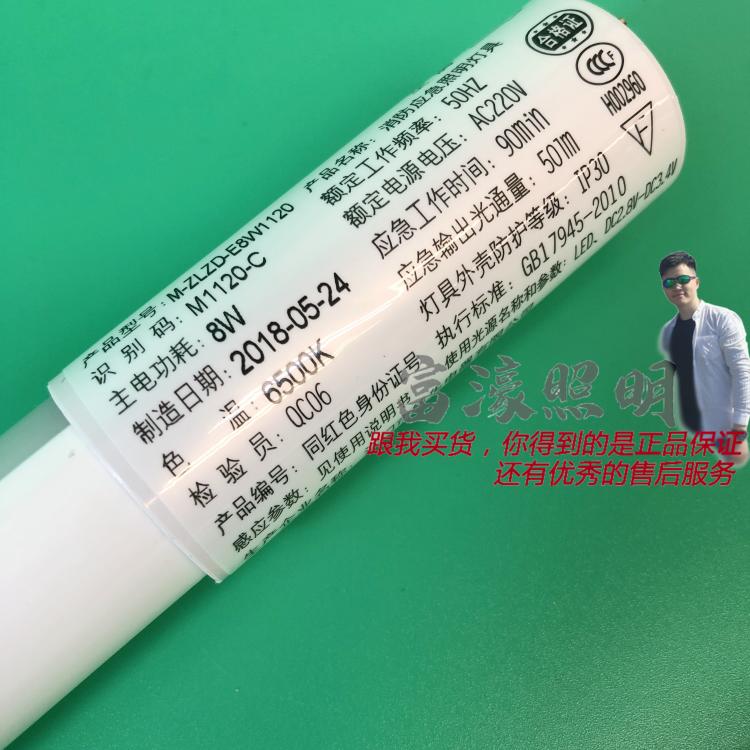 合格证
CCC F
H002960
产品名称: 消防应急照明灯具
额定工作频率: 50HZ
额定电源电压: AC220V
应急工作时间: 90min
应急输出光通量: 50lm
灯具外壳防护等级: IP30
执行标准: GB17945-2010
使用光源名称和参数: LED、DC2.8V-DC3.4V
产品型号: M-ZLZD-E8W1120
识别码: M1120-C
主电功耗: 8W
制造日期: 2018-05-24
色温: 6500K
检验员: QC06
产品编号: 同红色身份证号
感应参数: 见使用说明书
生产企业名称
富濠照明
跟我买货，你得到的是正品保证
还有优秀的售后服务